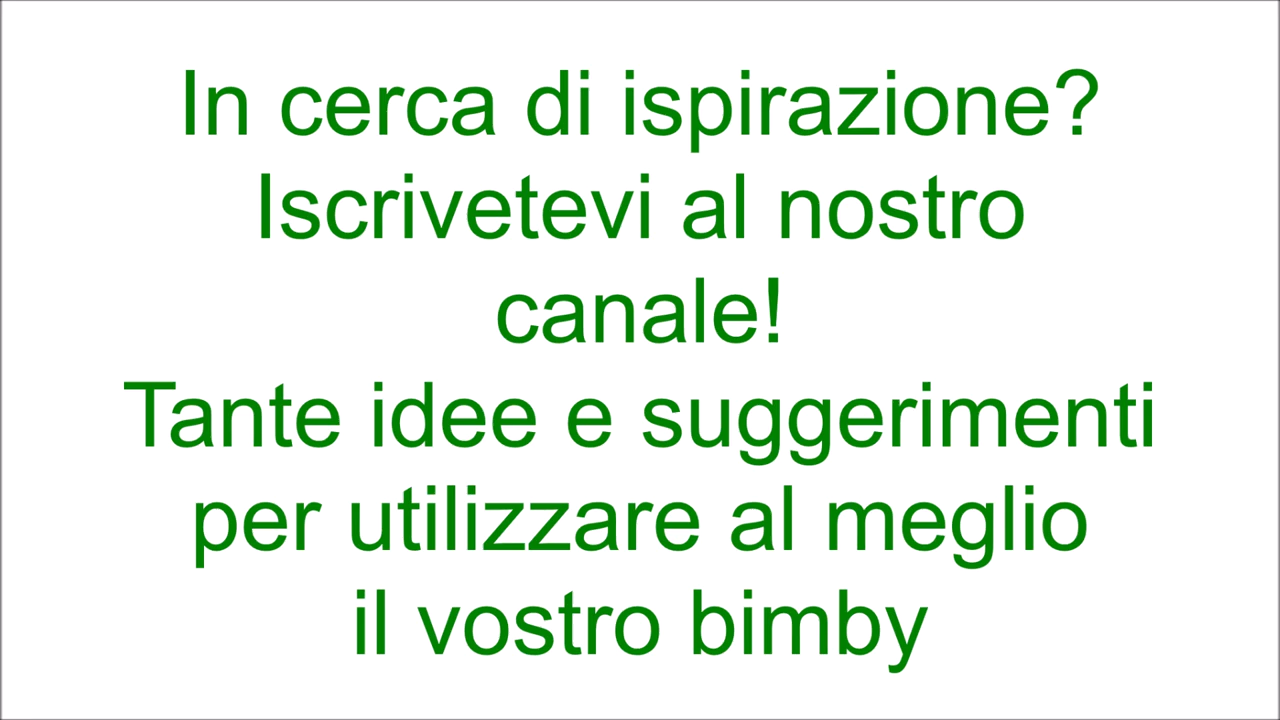 In cerca di ispirazione?
Iscrivetevi al nostro
canale!
Tante idee e suggerimenti
per utilizzare al meglio
il vostro bimby